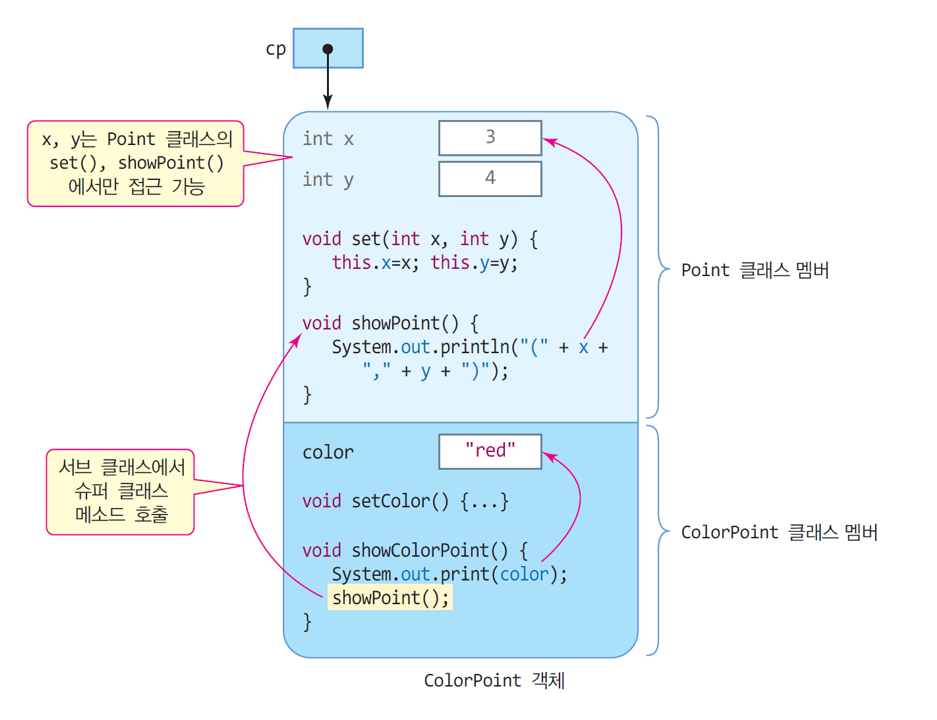 cp
x, y는 Point 클래스의
set(), showPoint()
에서만 접근 가능
int x
3
int y
4
void set(int x, int y) {
this.x=x; this.y=y;
}
void showPoint() {
System.out.println("(" + x +
"," + y + ")");
}
Point 클래스 멤버
서브 클래스에서
슈퍼 클래스
메소드 호출
color
"red"
void setColor() {...}
void showColorPoint() {
System.out.print(color);
showPoint();
}
ColorPoint 클래스 멤버
ColorPoint 객체